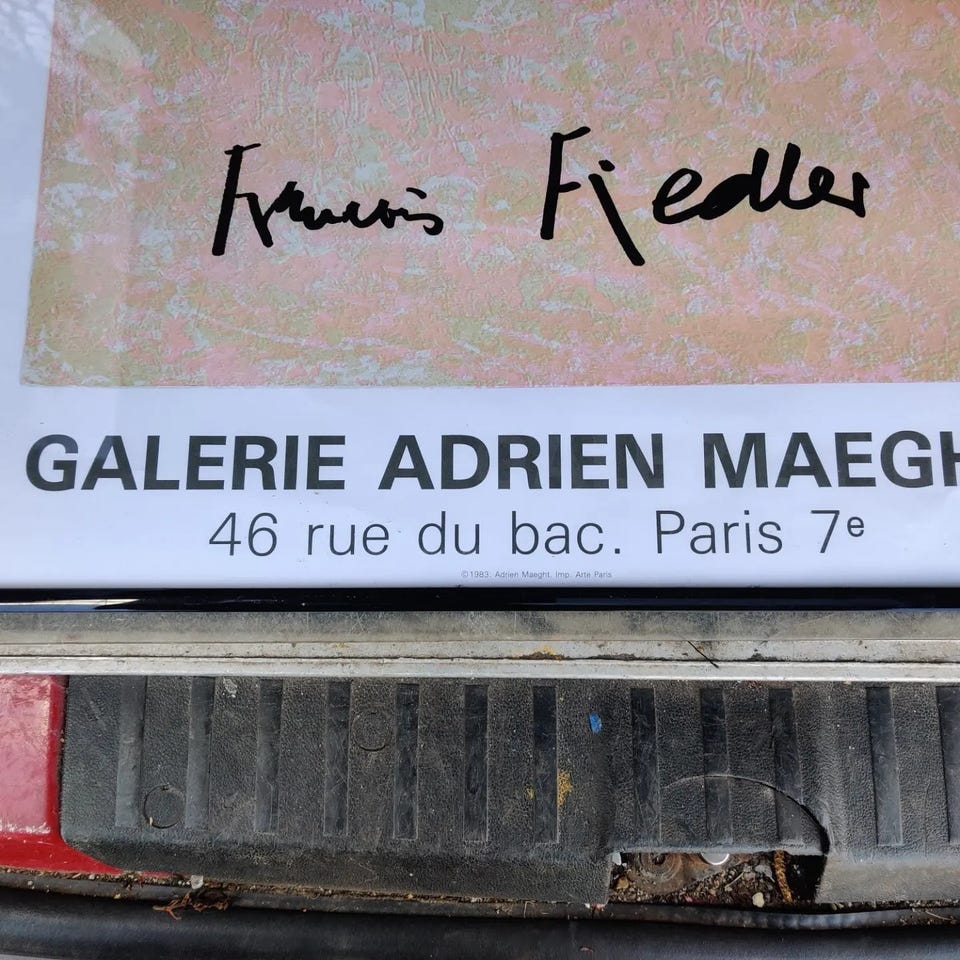 François Fiedler
GALERIE ADRIEN MAEGH
46 rue du bac. Paris 7e
©1983. Adrien Maeght. Imp. Arte Paris